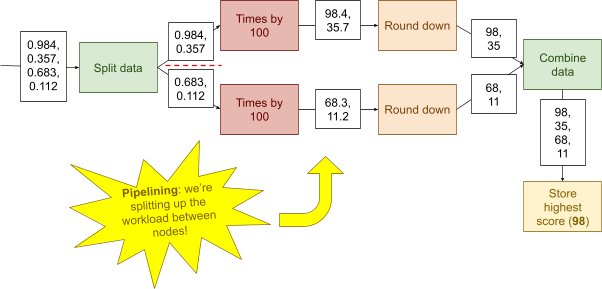 0.984,
0.357,
0.683,
0.112
Split data
0.984,
0.357
Times by
100
98.4,
35.7
Round down
98,
35
0.683,
0.112
Times by
100
68.3,
11.2
Round down
68,
11
Combine
data
98,
35,
68,
11
Store
highest
score (98)
Pipelining: we're
splitting up the
workload between
nodes!